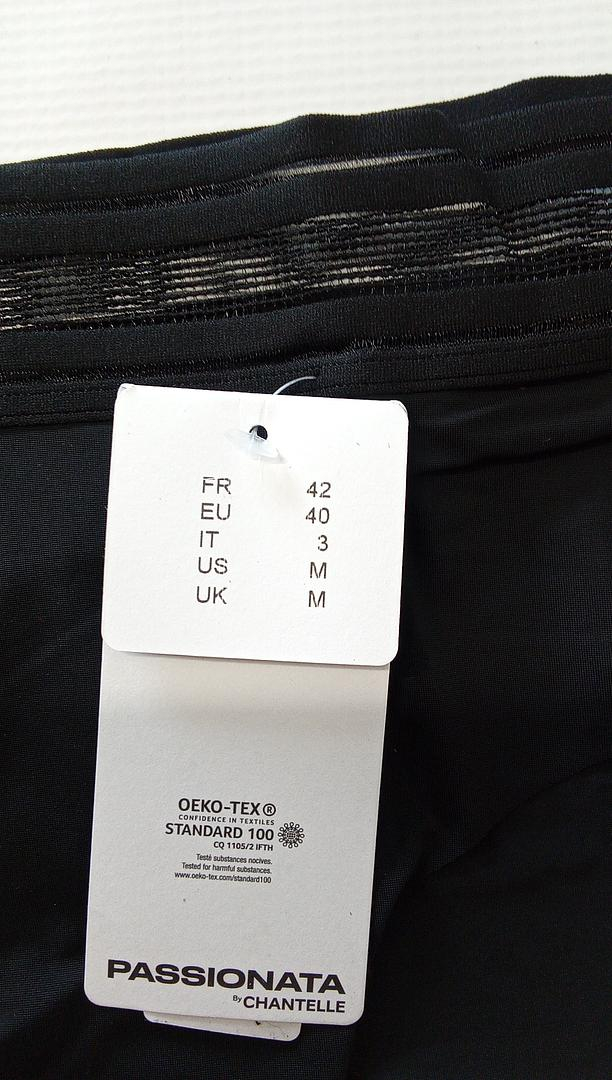 FR 42
EU 40
IT 3
US M
UK M
OEKO-TEX®
CONFIDENCE IN TEXTILES
STANDARD 100
CQ 1105/2 IFTH
Testé substances nocives.
Tested for harmful substances.
www.oeko-tex.com/standard100
PASSIONATA
By CHANTELLE